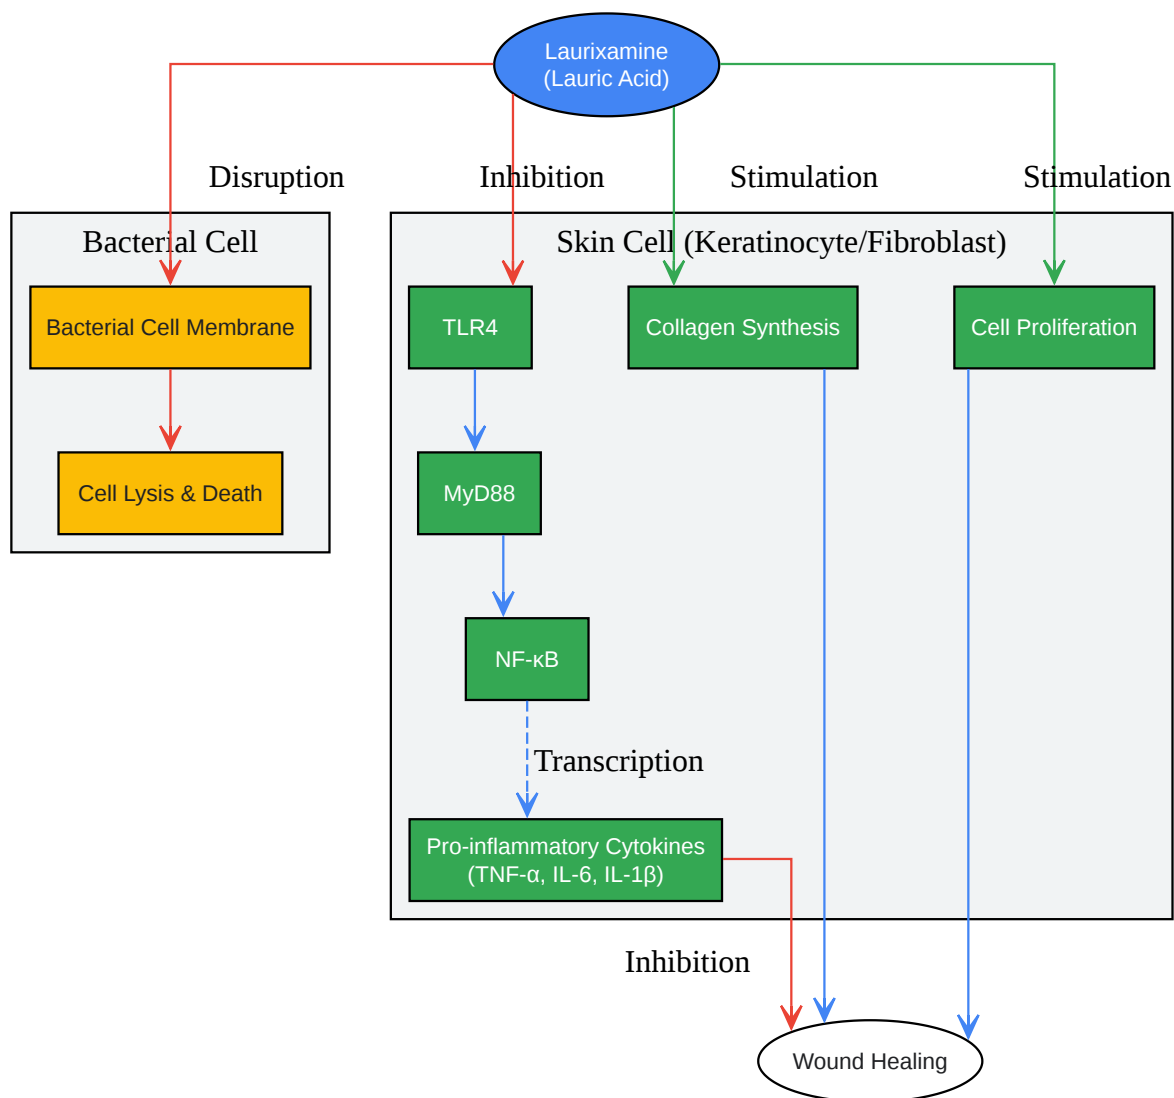 Laurixamine
(Lauric Acid)
Disruption
Inhibition
Stimulation
Stimulation
Bacterial Cell
Skin Cell (Keratinocyte/Fibroblast)
Bacterial Cell Membrane
TLR4
Collagen Synthesis
Cell Proliferation
Cell Lysis & Death
MyD88
NF-κB
Transcription
Pro-inflammatory Cytokines
(TNF-α, IL-6, IL-1β)
Inhibition
Wound Healing